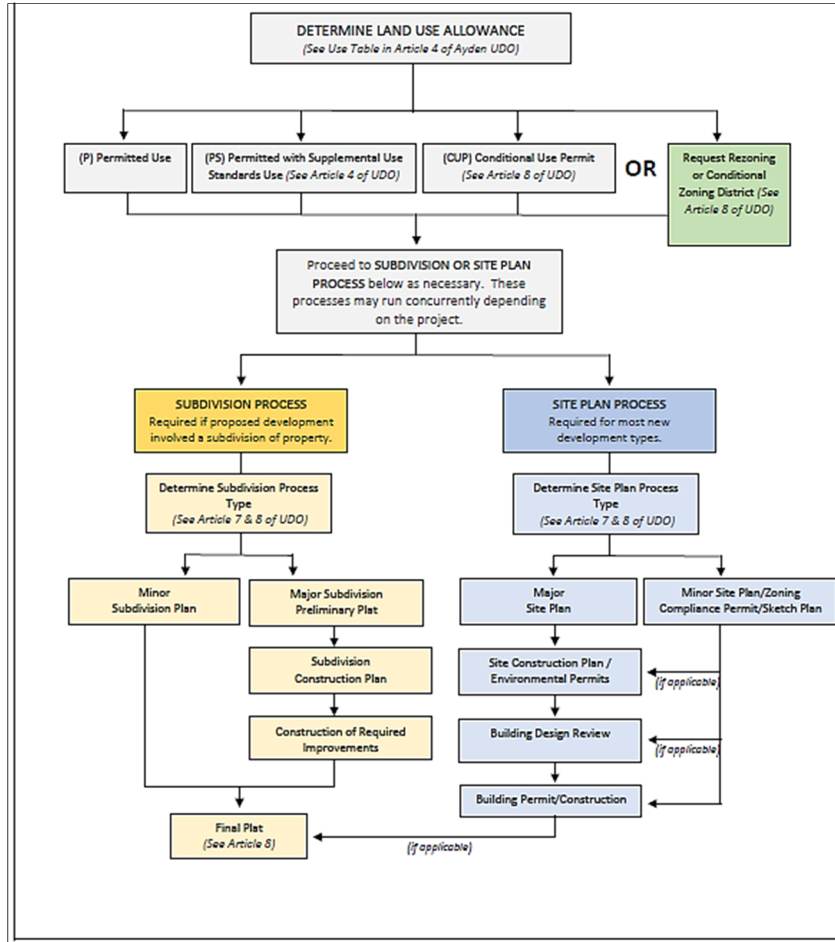 DETERMINE LAND USE ALLOWANCE
(See Use Table in Article 4 of Ayden UDO)
(P) Permitted Use
(PS) Permitted with Supplemental Use
Standards Use (See Article 4 of UDO)
(CUP) Conditional Use Permit
(See Article 8 of UDO)
OR
Request Rezoning
or Conditional
Zoning District (See
Article 8 of UDO)
Proceed to SUBDIVISION OR SITE PLAN
PROCESS below as necessary. These
processes may run concurrently depending
on the project.
SUBDIVISION PROCESS
Required if proposed development
involved a subdivision of property.
SITE PLAN PROCESS
Required for most new
development types.
Determine Subdivision Process
Type
(See Article 7 & 8 of UDO)
Determine Site Plan Process
Type
(See Article 7 & 8 of UDO)
Minor
Subdivision Plan
Major Subdivision
Preliminary Plat
Major
Site Plan
Minor Site Plan/Zoning
Compliance Permit/Sketch Plan
Subdivision
Construction Plan
Site Construction Plan /
Environmental Permits
(if applicable)
Construction of Required
Improvements
Building Design Review
(if applicable)
Building Permit/Construction
Final Plat
(See Article 8)
(if applicable)